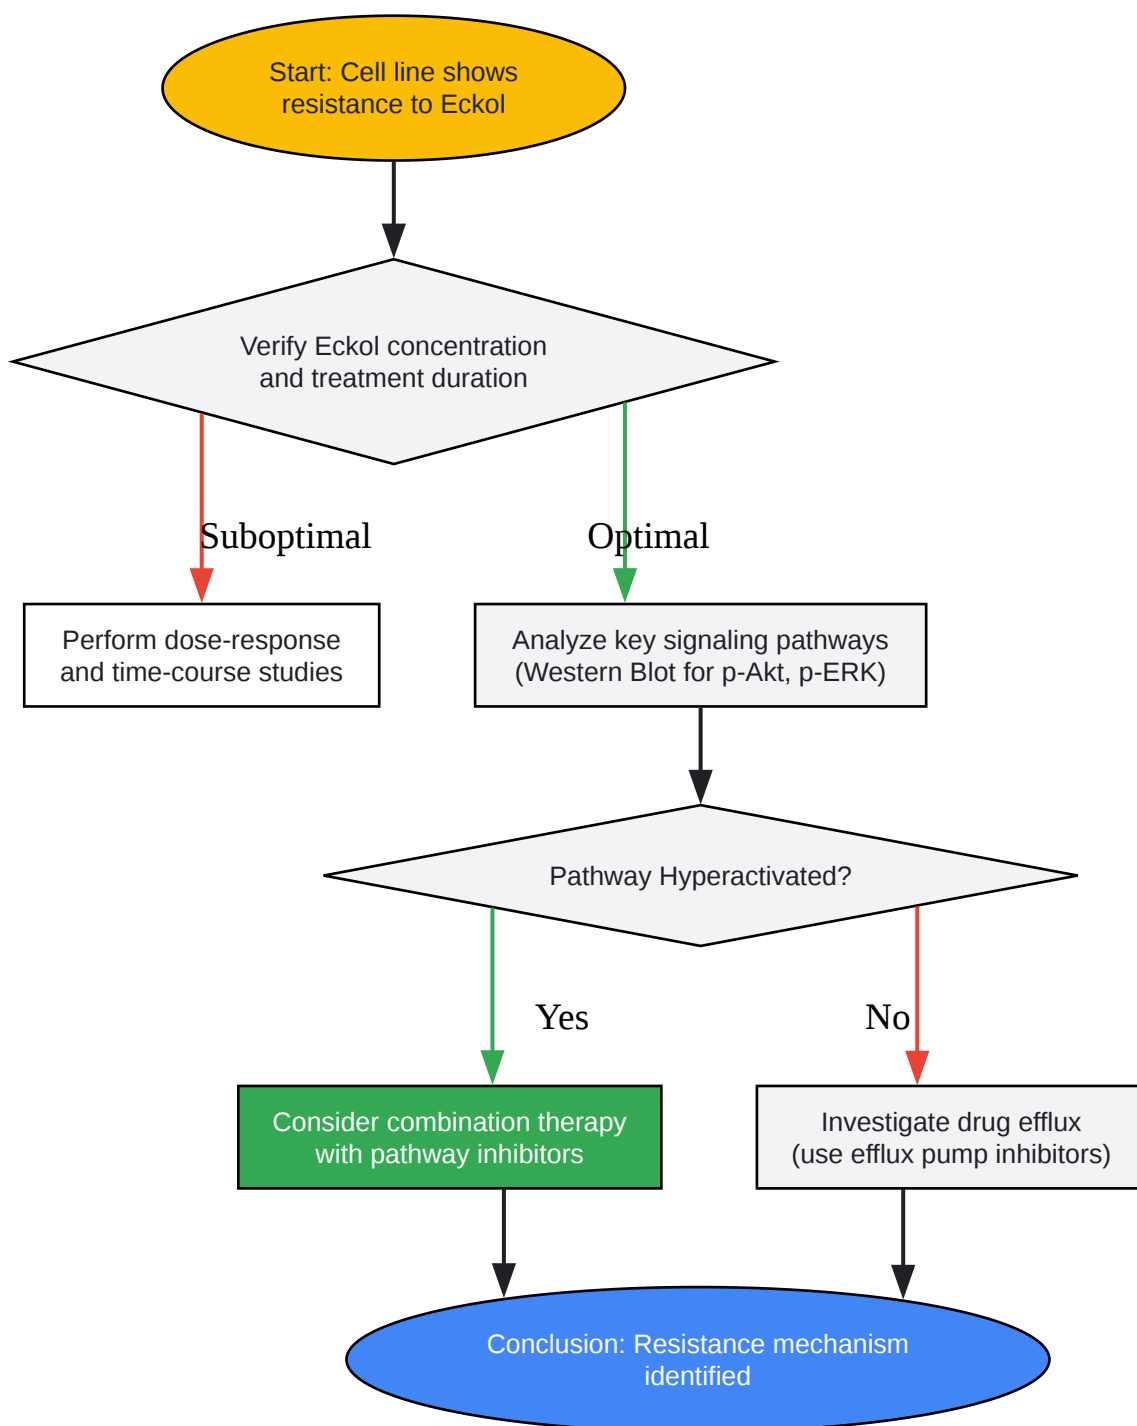 Start: Cell line shows
resistance to Eckol
Verify Eckol concentration
and treatment duration
Suboptimal
Optimal
Perform dose-response
and time-course studies
Analyze key signaling pathways
(Western Blot for p-Akt, p-ERK)
Pathway Hyperactivated?
Yes
No
Consider combination therapy
with pathway inhibitors
Investigate drug efflux
(use efflux pump inhibitors)
Conclusion: Resistance mechanism
identified